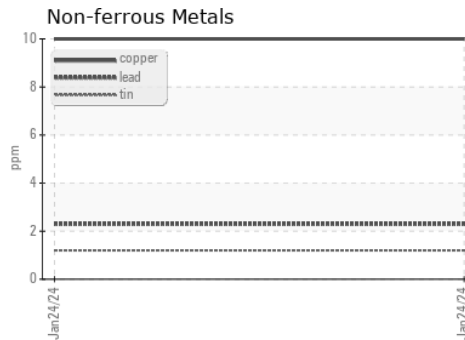 Non-ferrous Metals
10
copper
lead
tin
8
6
ppm
4
2
0
Jan24/24
Jan24/24